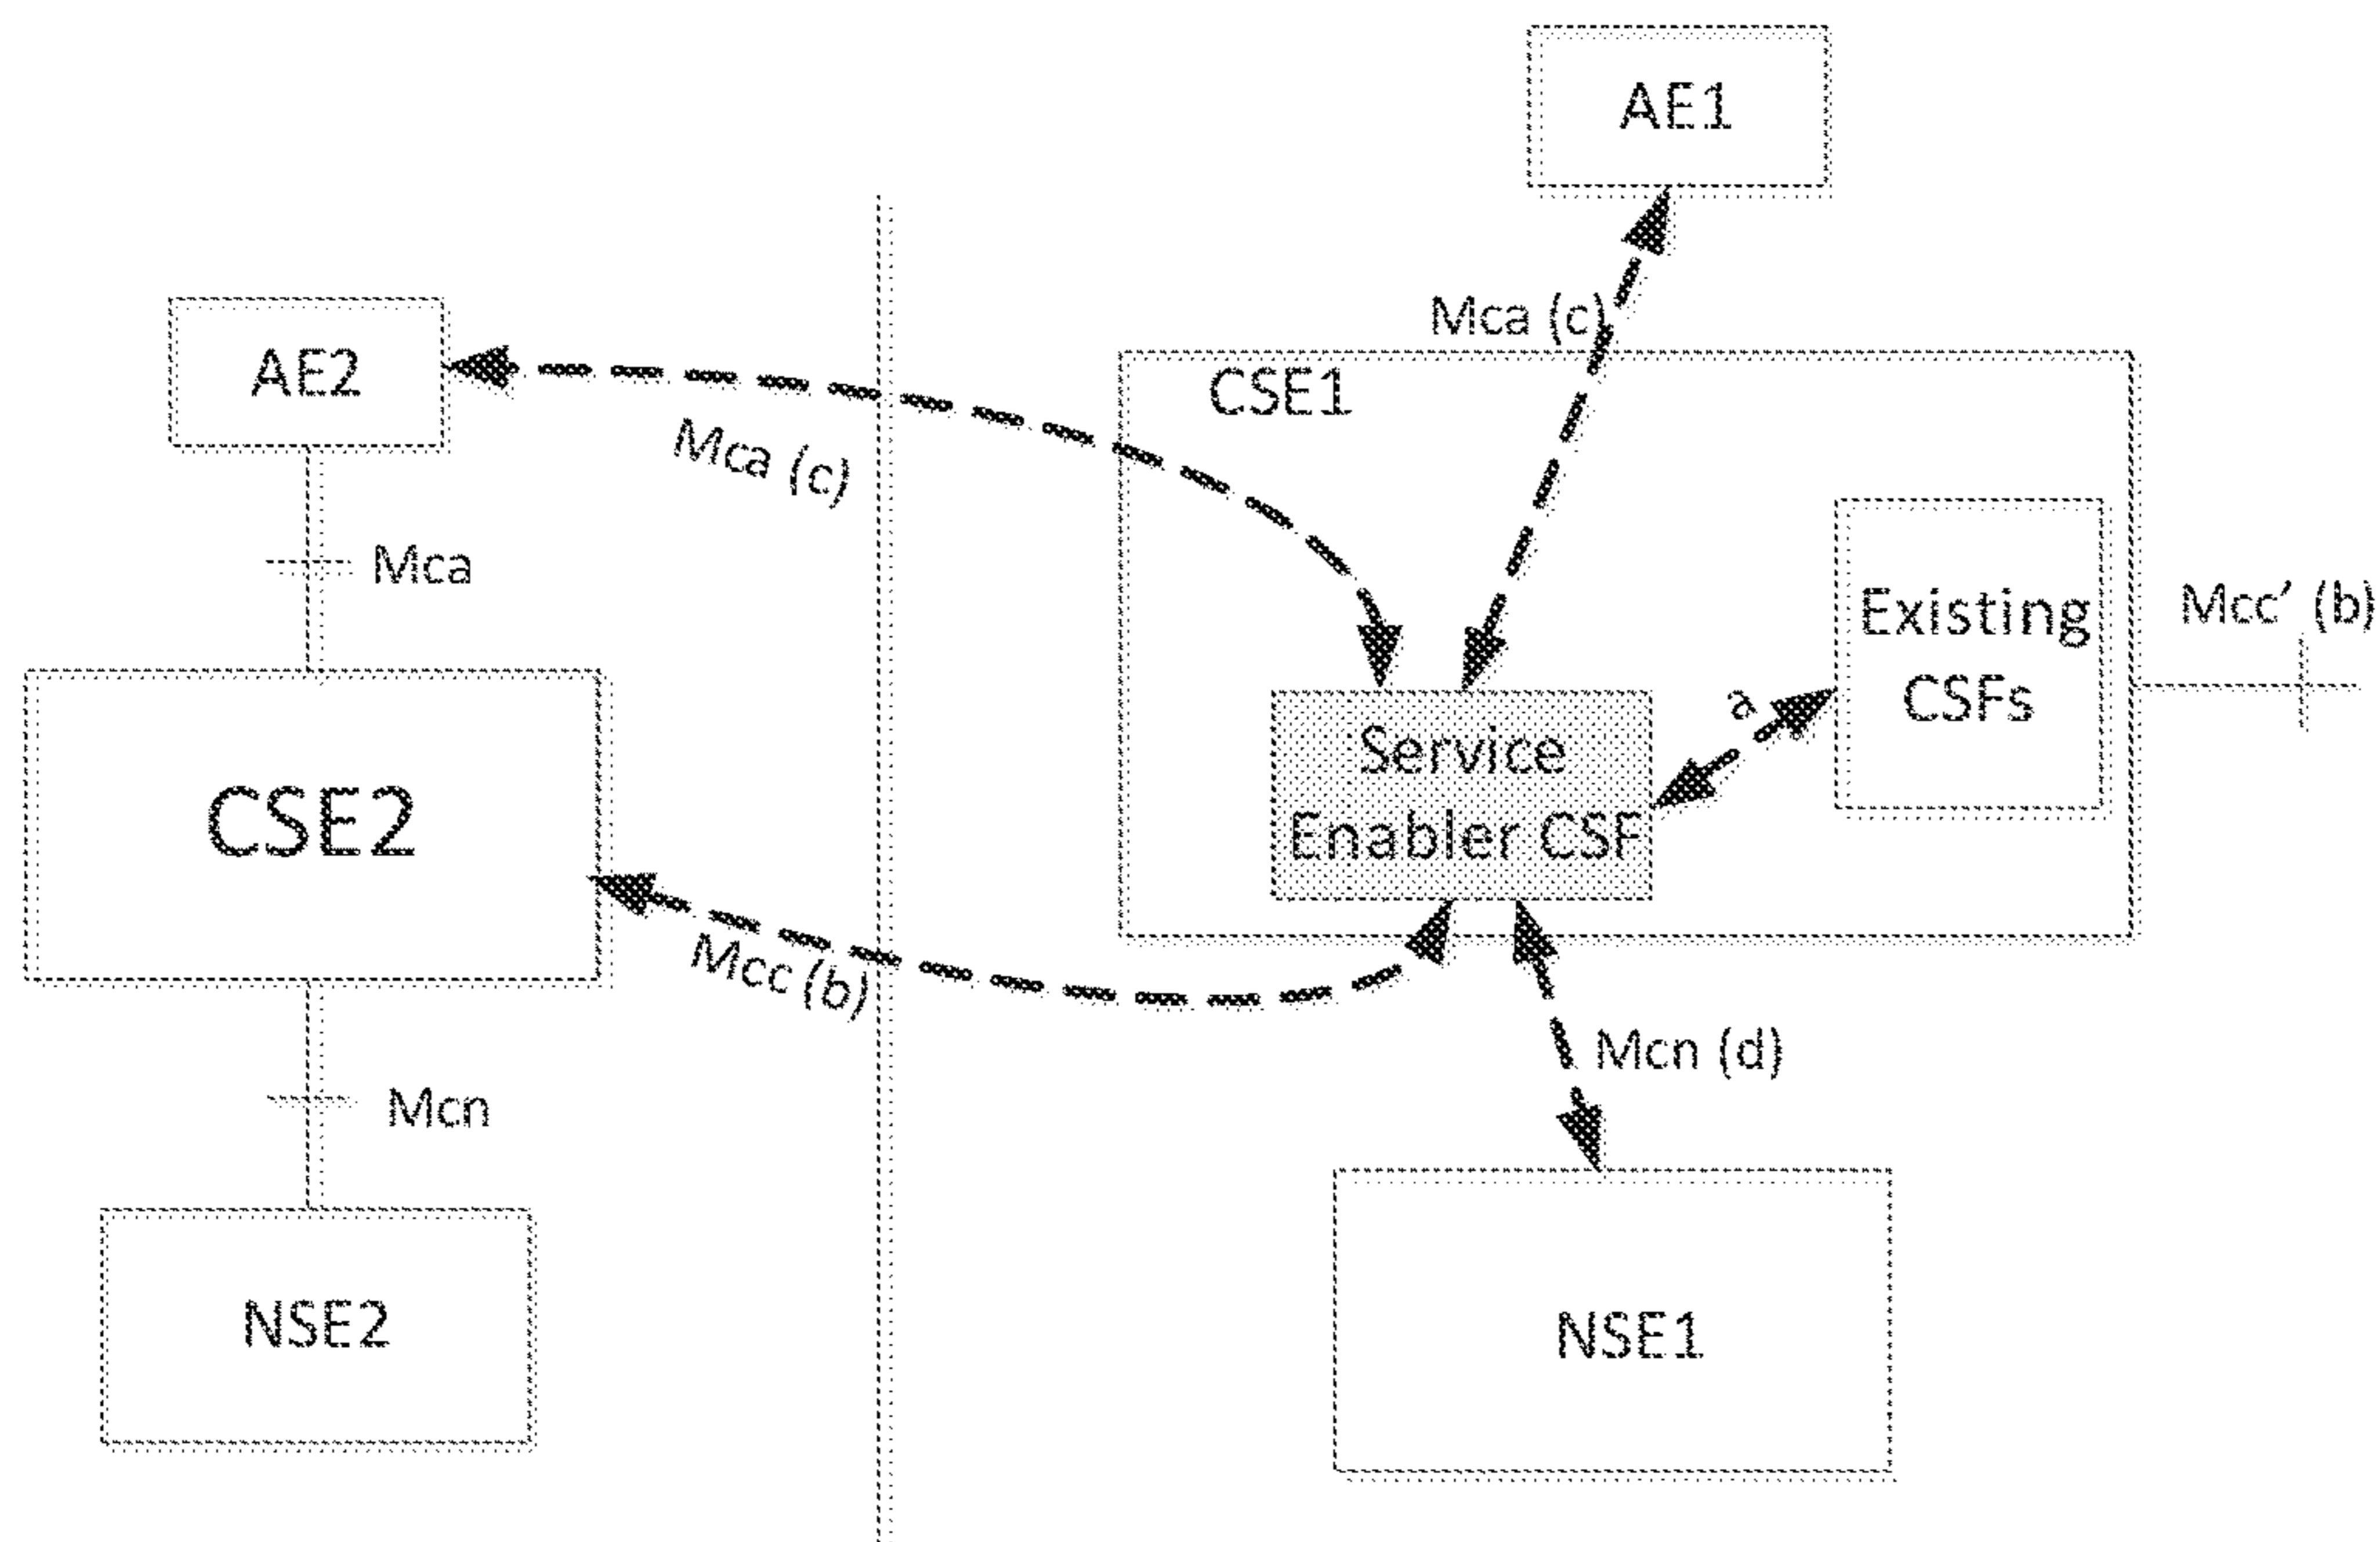 AE1
Mca (c)
AE2
CSE1
Mca (c)
Mca
Existing
CSFs
Mcc’ (b)
a
Service
Enabler CSF
CSE2
Mcc (b)
Mcn (d)
Mcn
NSE2
NSE1